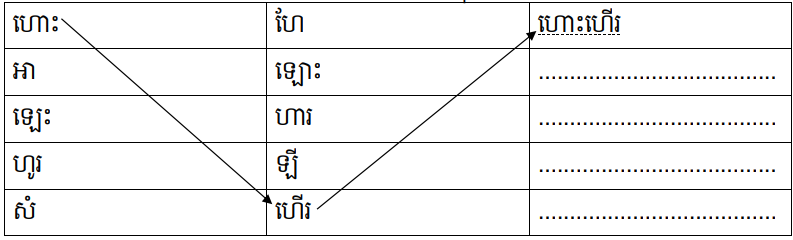 ហោះ ហែ ហោះហើរ
អា ឡោះ ..........................................
ឡេះ ហារ ..........................................
ហូរ ឡី ..........................................
សំ ហើរ ..........................................